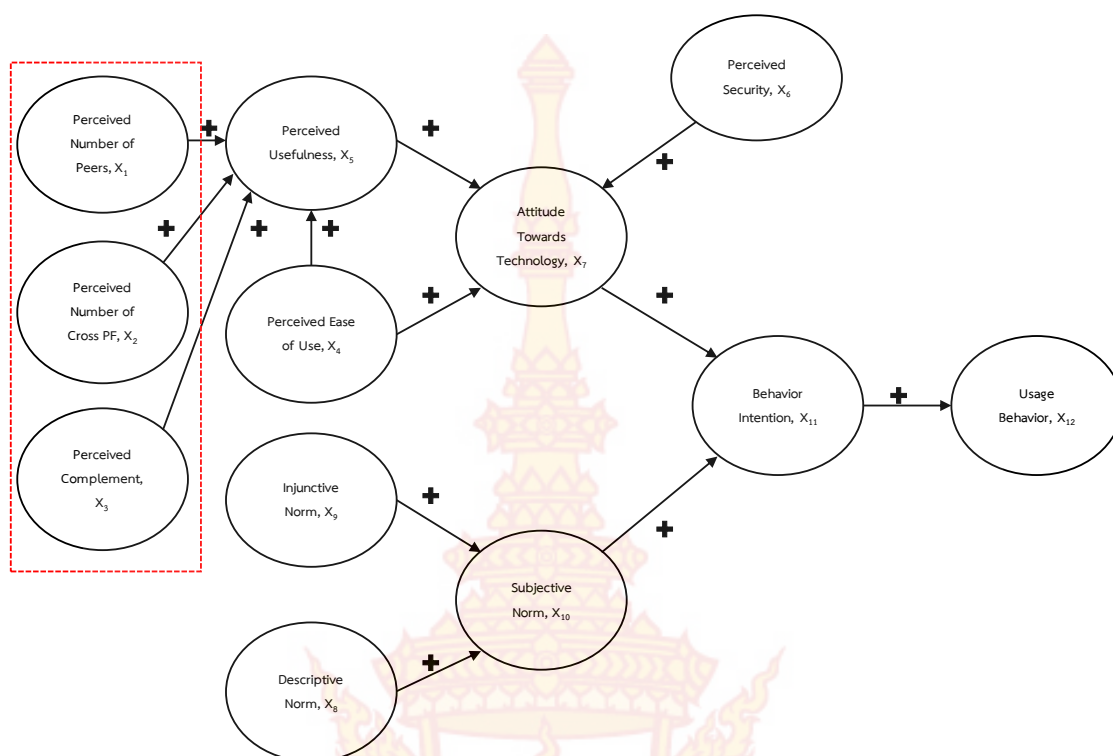 Perceived
Number of
Peers, X₁
Perceived
Usefulness, X₅
Perceived
Security, X₆
Attitude
Towards
Technology, X₇
Perceived
Number of
Cross PF, X₂
Perceived Ease
of Use, X₄
Behavior
Intention, X₁₁
Usage
Behavior, X₁₂
Perceived
Complement,
X₃
Injunctive
Norm, X₉
Subjective
Norm, X₁₀
Descriptive
Norm, X₈